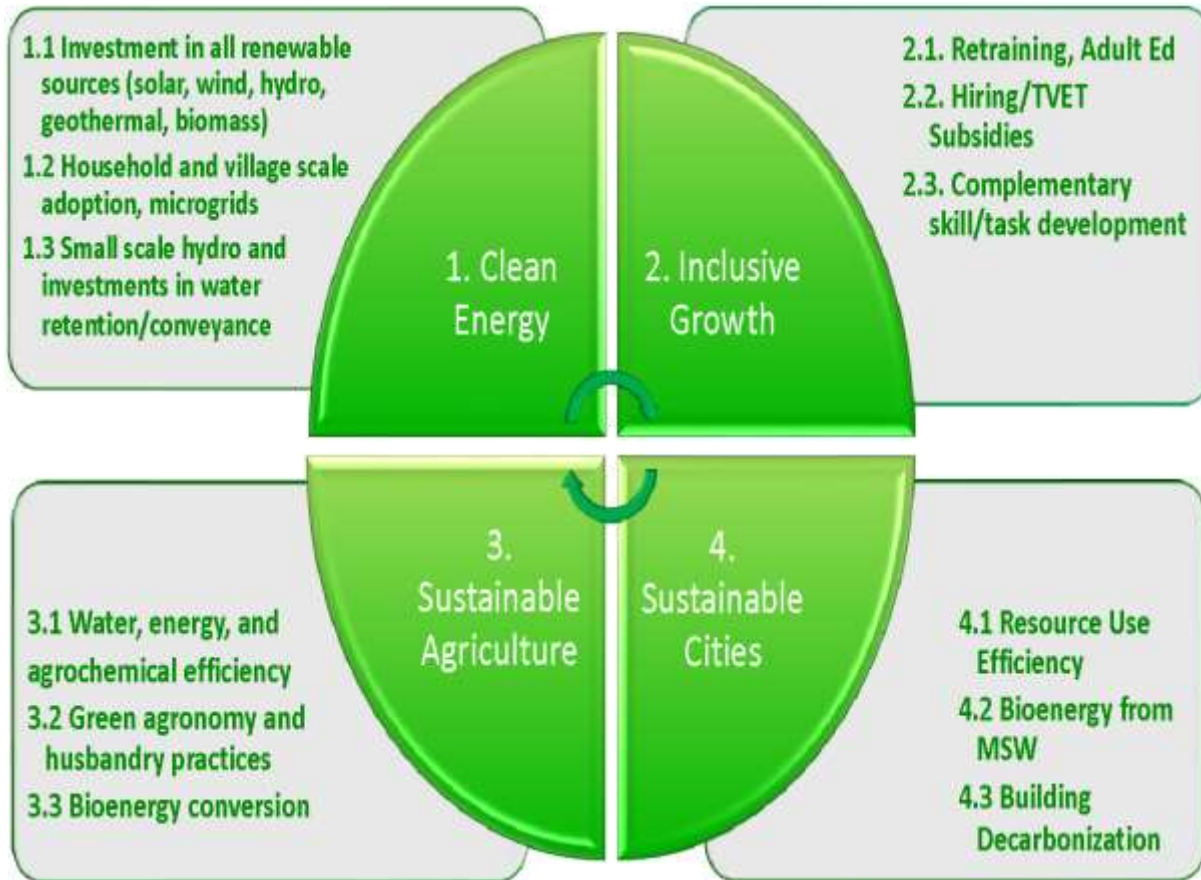 1.1 Investment in all renewable
sources (solar, wind, hydro,
geothermal, biomass)
1.2 Household and village scale
adoption, microgrids
1.3 Small scale hydro and
investments in water
retention/conveyance
1. Clean
Energy
2. Inclusive
Growth
2.1. Retraining, Adult Ed
2.2. Hiring/TVET
Subsidies
2.3. Complementary
skill/task development
3.1 Water, energy, and
agrochemical efficiency
3.2 Green agronomy and
husbandry practices
3.3 Bioenergy conversion
3.
Sustainable
Agriculture
4.
Sustainable
Cities
4.1 Resource Use
Efficiency
4.2 Bioenergy from
MSW
4.3 Building
Decarbonization